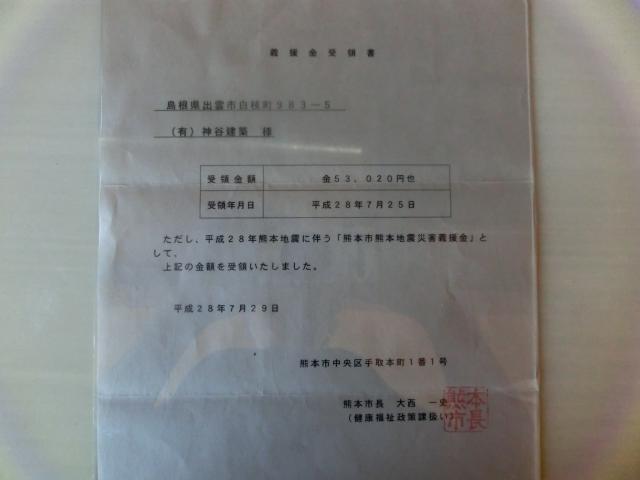 義援金受領書
島根県出雲市白枝町983-5
(有)神谷建築 様
受領金額 金53,020円也
受領年月日 平成28年7月25日
ただし、平成28年熊本地震に伴う「熊本市熊本地震災害義援金」と
して、
上記の金額を受領いたしました。
平成28年7月29日
熊本市中央区手取本町1番1号
熊本市長 大西 一史
(健康福祉政策課扱い)
熊本市長